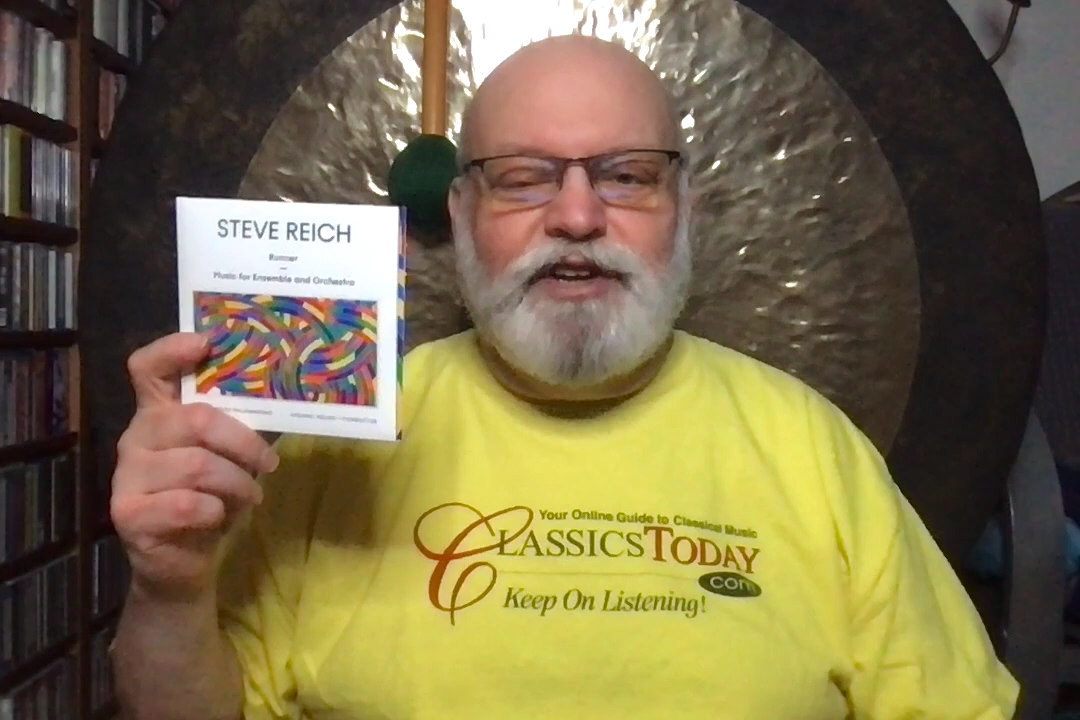 STEVE REICH
Runner
Music for Ensemble and Orchestra
Your Online Guide to Classical Music
CLASSICSTODAY
com
Keep On Listening!